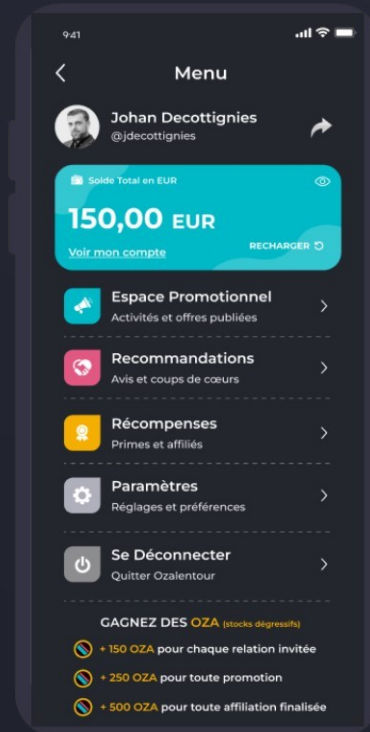 9:41
Menu
Johan Decottignies
@jdecottignies
Solde Total en EUR
150,00 EUR
Voir mon compte
RECHARGER
Espace Promotionnel
Activités et offres publiées
Recommandations
Avis et coups de cœurs
Récompenses
Primes et affiliés
Paramètres
Réglages et préférences
Se Déconnecter
Quitter Ozalentour
GAGNEZ DES OZA (stocks dégressifs)
+ 150 OZA pour chaque relation invitée
+ 250 OZA pour toute promotion
+ 500 OZA pour toute affiliation finalisée